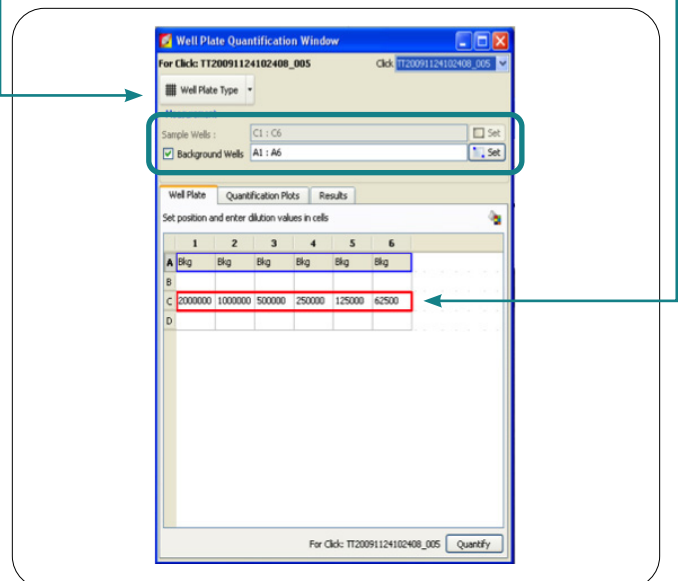 Well Plate Quantification Window
For Click: TT20091124102408_005 Click TT20091124102408_005
Well Plate Type
Sample Wells : C1 : C6 Set
Background Wells A1 : A6 Set
Well Plate Quantification Plots Results
Set position and enter dilution values in cells
1 2 3 4 5 6
A Bkg Bkg Bkg Bkg Bkg Bkg
B
C 2000000 1000000 500000 250000 125000 62500
D
For Click: TT20091124102408_005 Quantify